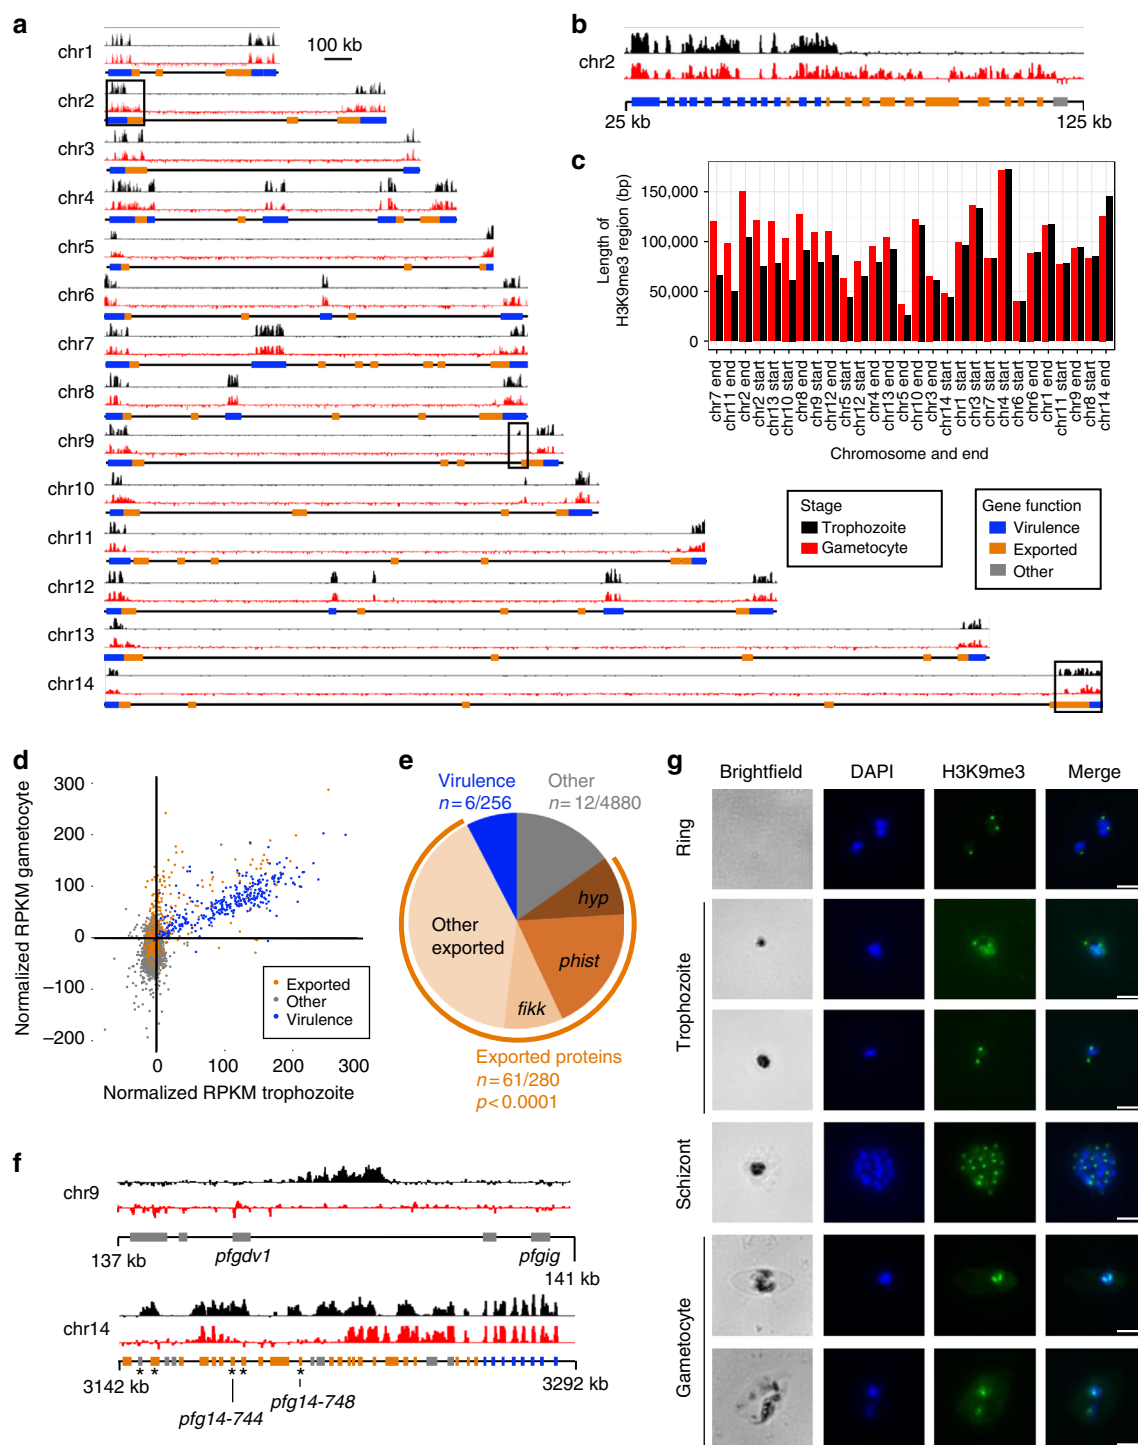 a
100 kb
chr1
chr2
chr3
chr4
chr5
chr6
chr7
chr8
chr9
chr10
chr11
chr12
chr13
chr14
b
chr2
25 kb
125 kb
c
Length of
H3K9me3 region (bp)
150,000
100,000
50,000
0
chr7 end
chr11 end
chr2 end
chr2 start
chr13 start
chr10 start
chr8 end
chr9 start
chr12 end
chr5 start
chr12 start
chr4 end
chr13 end
chr5 end
chr10 end
chr3 end
chr14 start
chr1 start
chr3 start
chr7 start
chr4 start
chr6 start
chr6 end
chr1 end
chr11 start
chr9 end
chr8 start
chr14 end
Chromosome and end
Stage
Trophozoite
Gametocyte
Gene function
Virulence
Exported
Other
d
Normalized RPKM gametocyte
300
200
100
0
−100
−200
0
100
200
300
Normalized RPKM trophozoite
Exported
Other
Virulence
e
Virulence
n=6/256
Other
n=12/4880
hyp
phist
fikk
Other
exported
Exported proteins
n=61/280
p<0.0001
f
chr9
pfgdv1
pfgig
137 kb
141 kb
chr14
* * * * *
3142 kb
3292 kb
pfg14-748
pfg14-744
g
Brightfield
DAPI
H3K9me3
Merge
Ring
Trophozoite
Schizont
Gametocyte